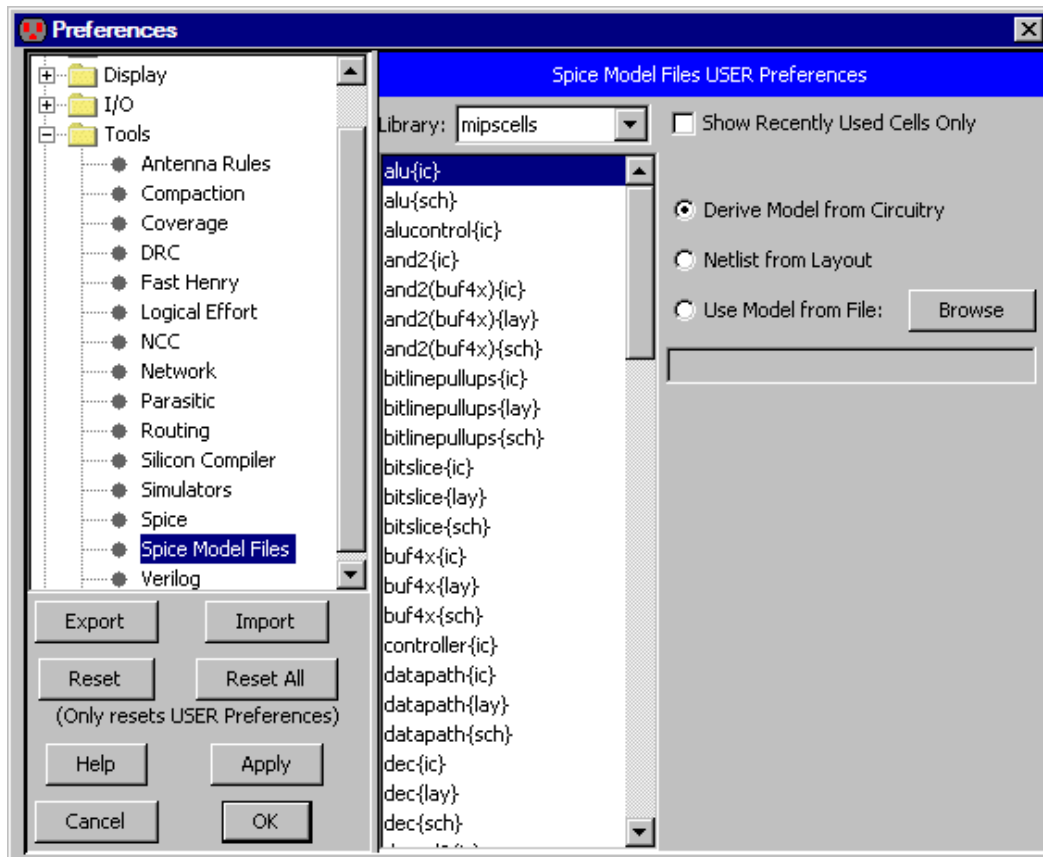 Preferences
Display
I/O
Tools
Antenna Rules
Compaction
Coverage
DRC
Fast Henry
Logical Effort
NCC
Network
Parasitic
Routing
Silicon Compiler
Simulators
Spice
Spice Model Files
Verilog
Export Import
Reset Reset All
(Only resets USER Preferences)
Help Apply
Cancel OK
Spice Model Files USER Preferences
Library: mipscells
Show Recently Used Cells Only
alu{ic}
alu{sch}
alucontrol{ic}
and2{ic}
and2(buf4x){ic}
and2(buf4x){lay}
and2(buf4x){sch}
bitlinepullups{ic}
bitlinepullups{lay}
bitlinepullups{sch}
bitslice{ic}
bitslice{lay}
bitslice{sch}
buf4x{ic}
buf4x{lay}
buf4x{sch}
controller{ic}
datapath{ic}
datapath{lay}
datapath{sch}
dec{ic}
dec{lay}
dec{sch}
Derive Model from Circuitry
Netlist from Layout
Use Model from File: Browse